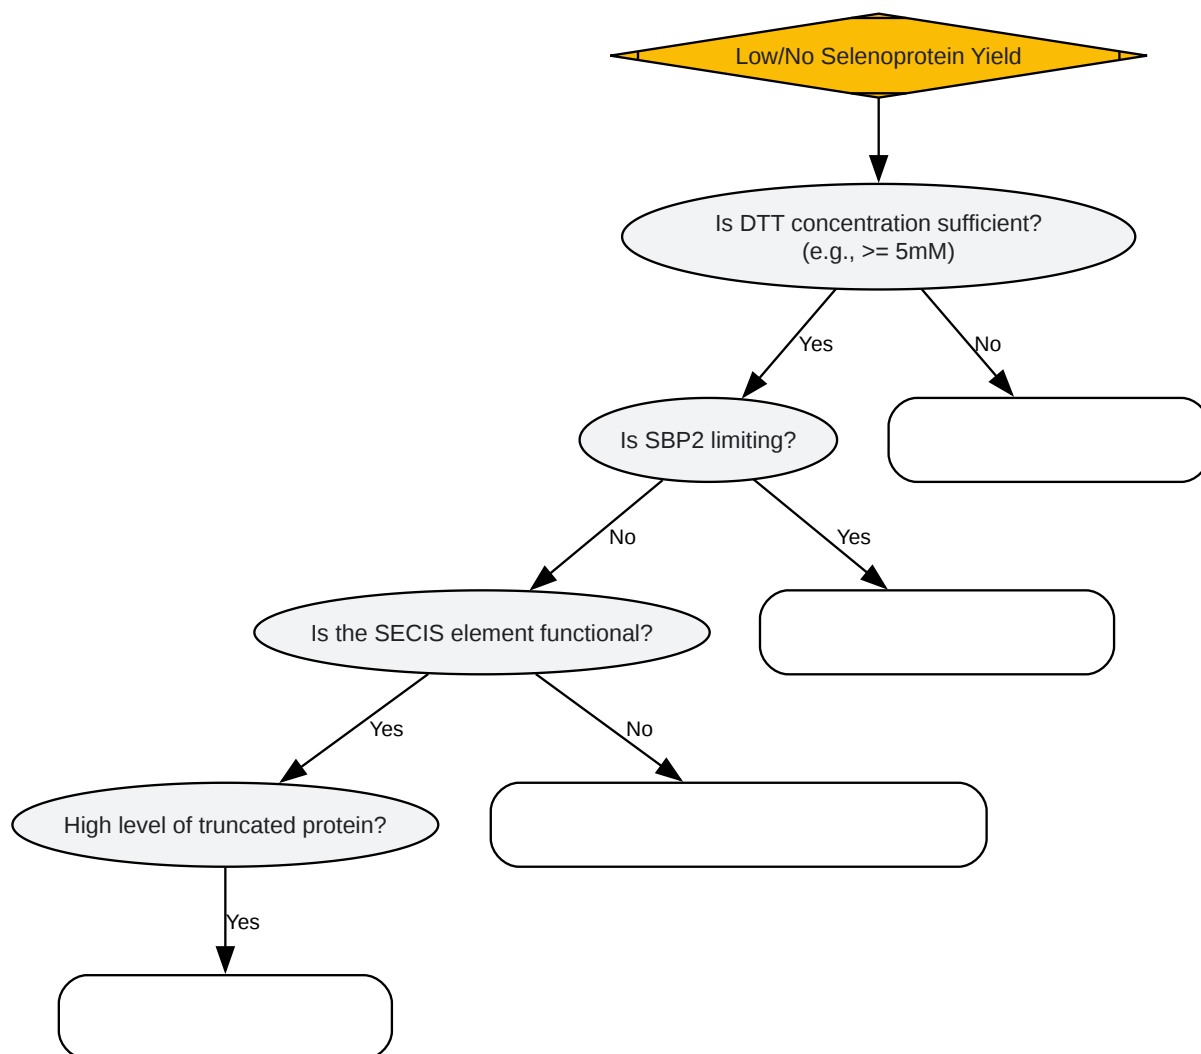 Low/No Selenoprotein Yield
Is DTT concentration sufficient?
(e.g., >= 5mM)
Yes
No
Is SBP2 limiting?
No
Yes
Is the SECIS element functional?
Yes
No
High level of truncated protein?
Yes